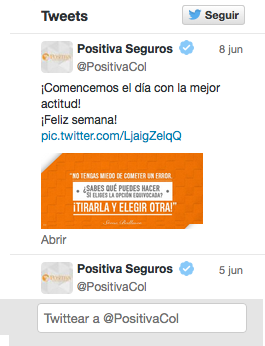 Tweets
Seguir
Positiva Seguros
8 jun
@PositivaCol
¡Comencemos el día con la mejor
actitud!
¡Feliz semana!
pic.twitter.com/LjaigZelqQ
"NO TENGAS MIEDO DE COMETER UN ERROR.
¿SABES QUÉ PUEDES HACER
SI ELIGES LA OPCIÓN EQUIVOCADA?
¡TIRARLA Y ELEGIR OTRA!"
Abrir
Positiva Seguros
5 jun
@PositivaCol
Twittear a @PositivaCol